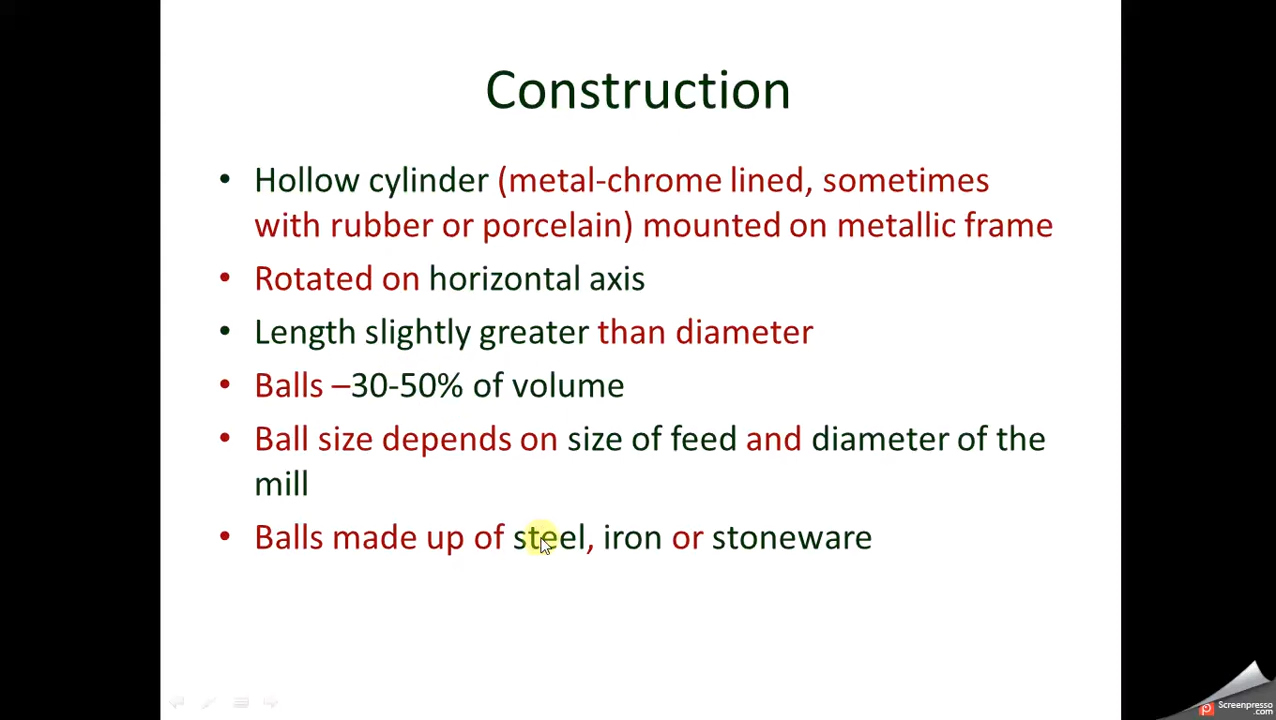 Construction
• Hollow cylinder (metal-chrome lined, sometimes
with rubber or porcelain) mounted on metallic frame
• Rotated on horizontal axis
• Length slightly greater than diameter
• Balls –30-50% of volume
• Ball size depends on size of feed and diameter of the
mill
• Balls made up of steel, iron or stoneware
Screenpresso
.com